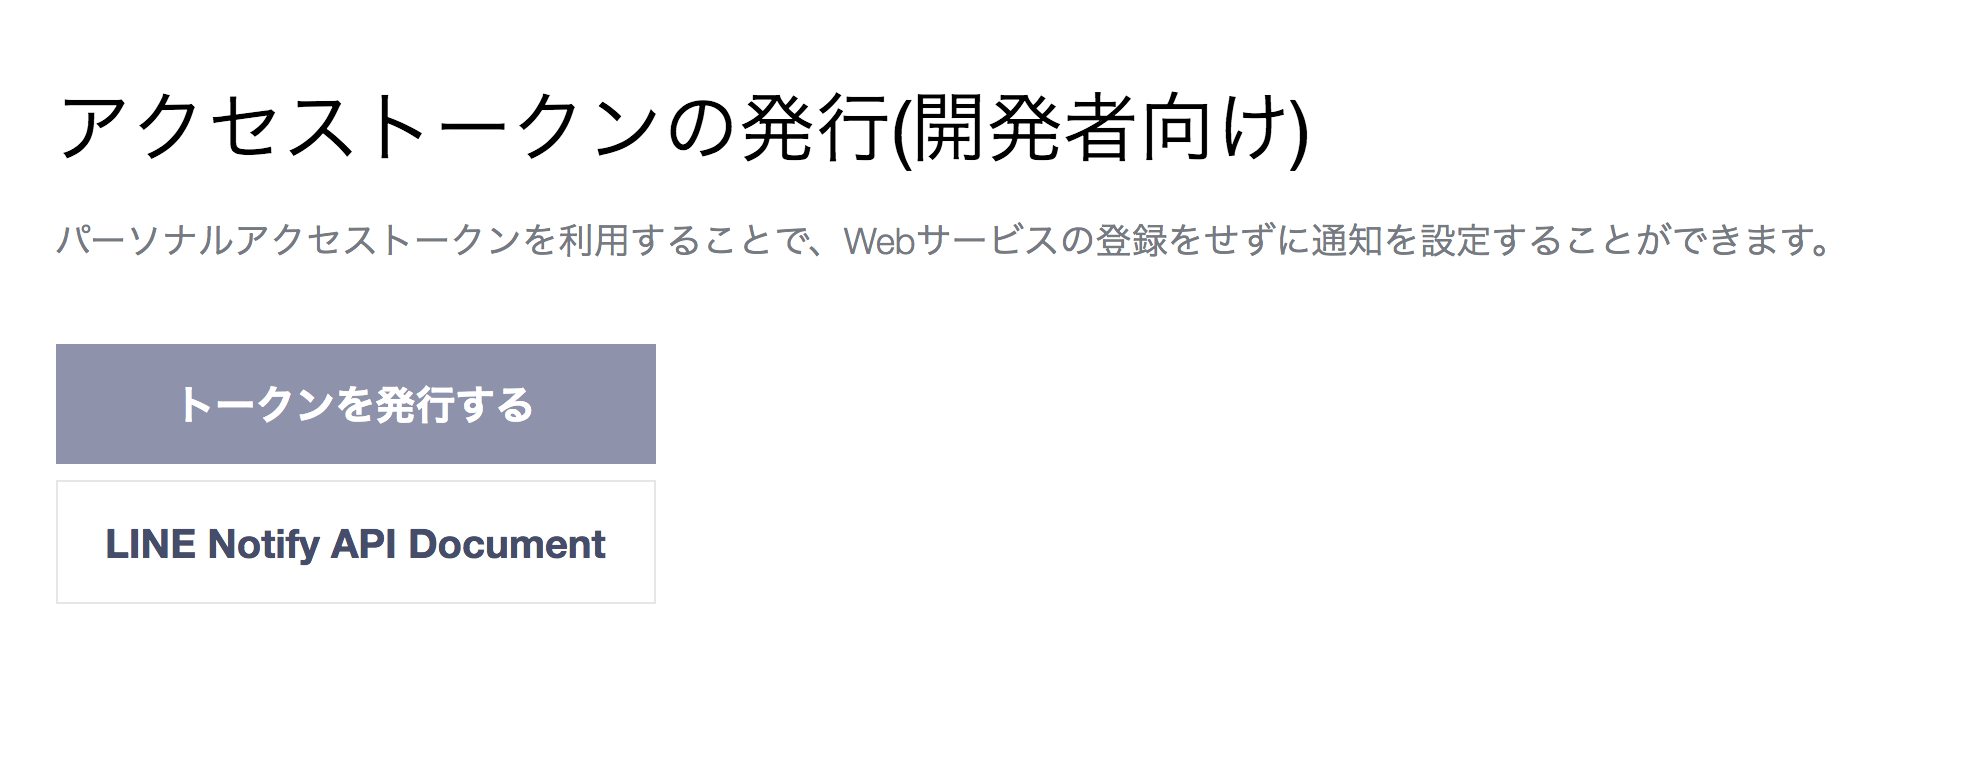 アクセストークンの発行(開発者向け)
パーソナルアクセストークンを利用することで、Webサービスの登録をせずに通知を設定することができます。
トークンを発行する
LINE Notify API Document